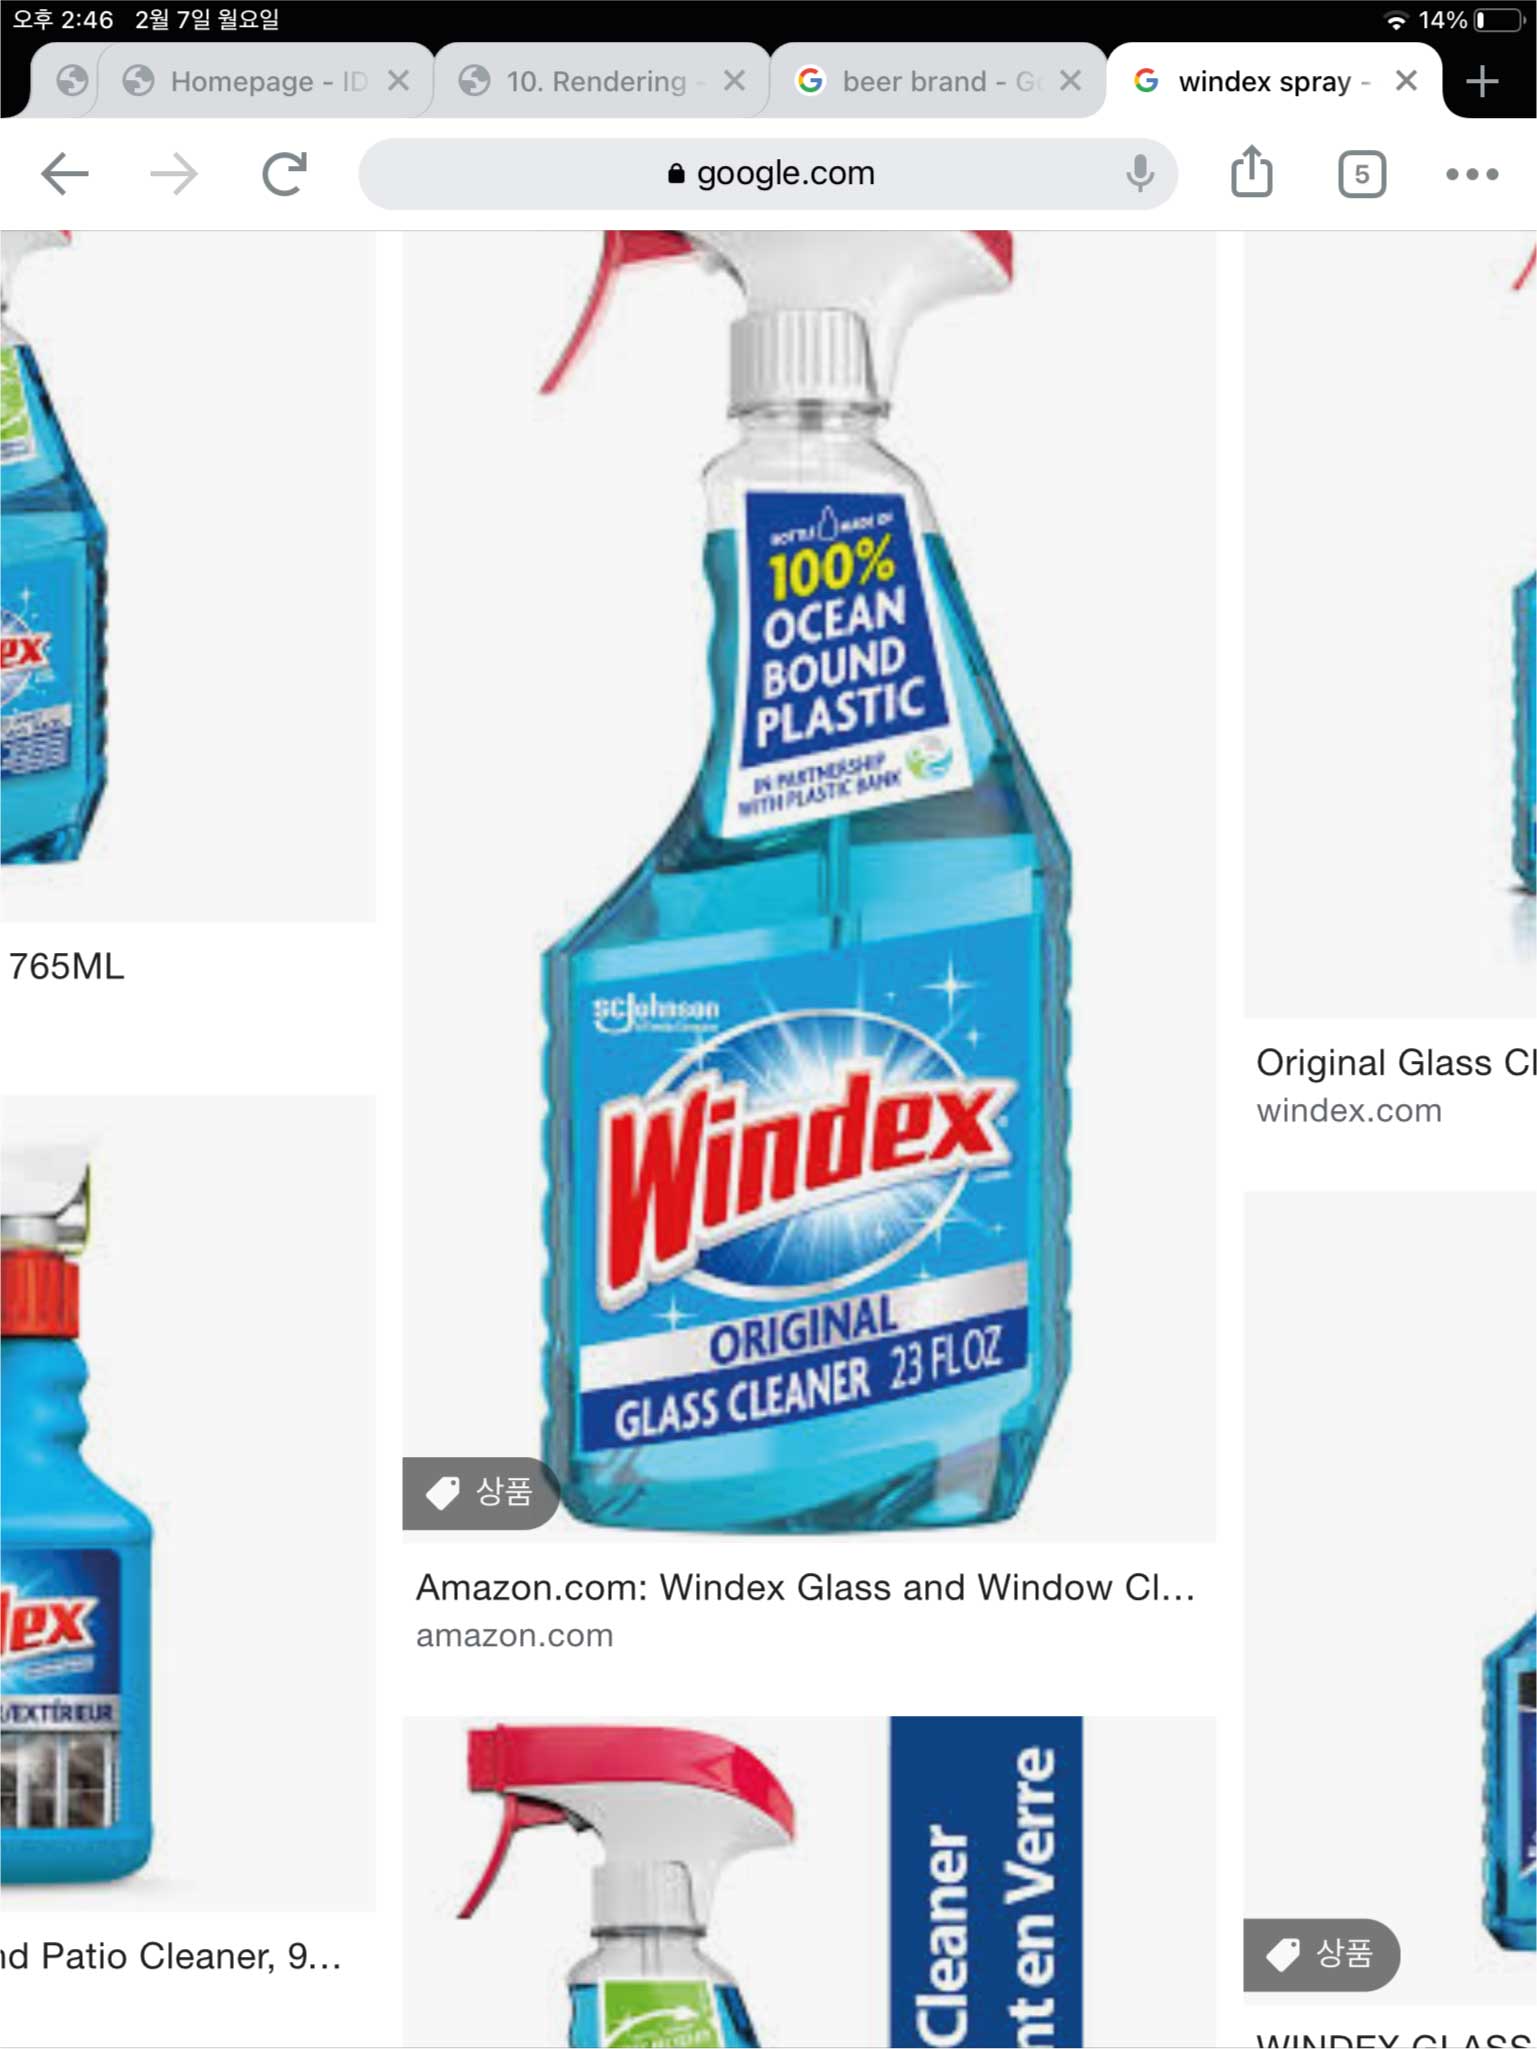 오후 2:46 2월 7일 월요일
14%
Homepage - ID
10. Rendering -
beer brand - Go
windex spray -
google.com
5
BOTTLE MADE OF
100%
OCEAN
BOUND
PLASTIC
IN PARTNERSHIP
WITH PLASTIC BANK
ex
765ML
SC Johnson
Windex
ORIGINAL
GLASS CLEANER 23 FL OZ
상품
Original Glass Cl
windex.com
Amazon.com: Windex Glass and Window Cl...
amazon.com
dex
/EXTÉRIEUR
nd Patio Cleaner, 9...
Cleaner
nt en Verre
상품
WINDEX GLASS